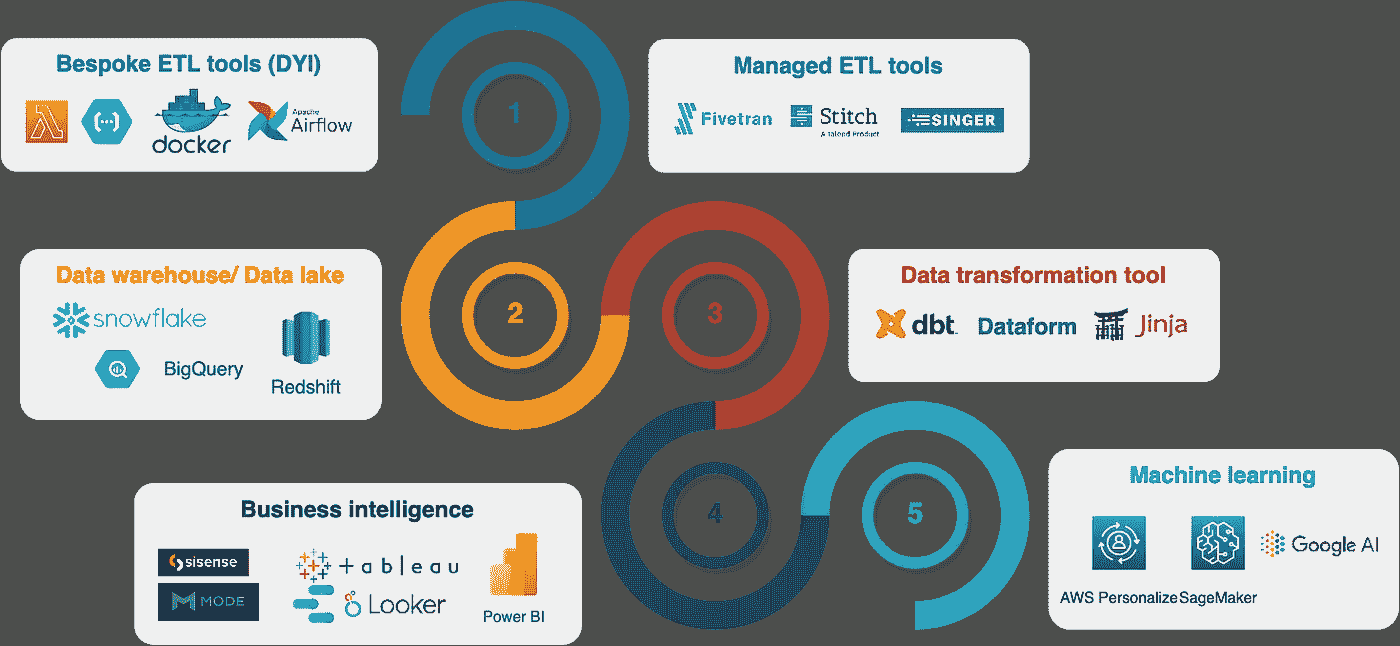 Bespoke ETL tools (DYI)
docker
Apache
Airflow
1
Managed ETL tools
Fivetran
Stitch
A talend Product
SINGER
Data warehouse/ Data lake
snowflake
BigQuery
Redshift
2
3
Data transformation tool
dbt
Dataform
Jinja
Business intelligence
sisense
MODE
+ableau
Looker
Power BI
4
5
Machine learning
AWS Personalize
SageMaker
Google AI